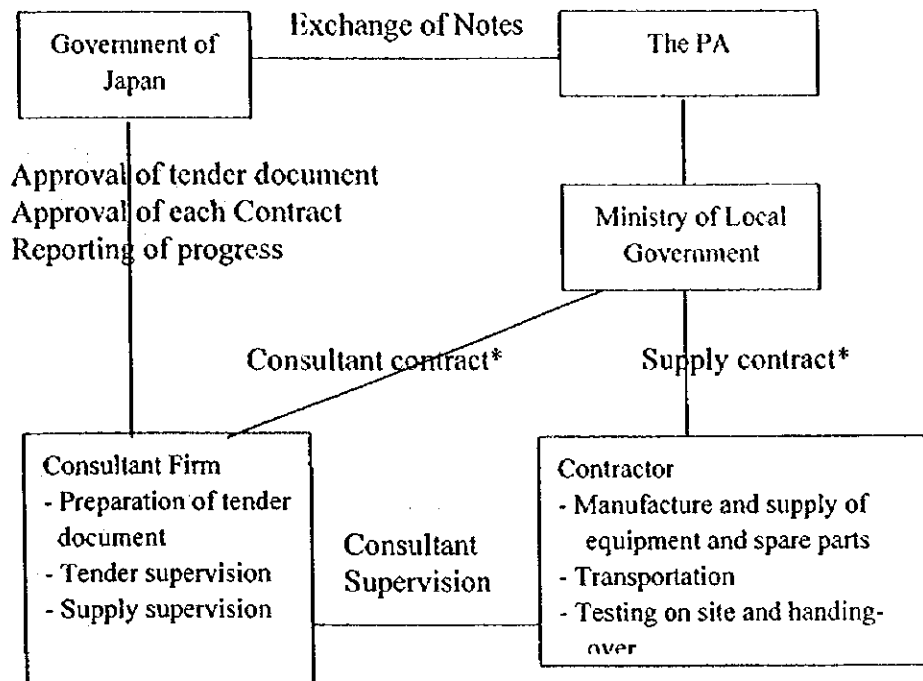 Exchange of Notes
Government of
Japan
The PA
Approval of tender document
Approval of each Contract
Reporting of progress
Ministry of Local
Government
Consultant contract*
Supply contract*
Consultant Firm
- Preparation of tender
document
- Tender supervision
- Supply supervision
Consultant
Supervision
Contractor
- Manufacture and supply of
equipment and spare parts
- Transportation
- Testing on site and handing-
over